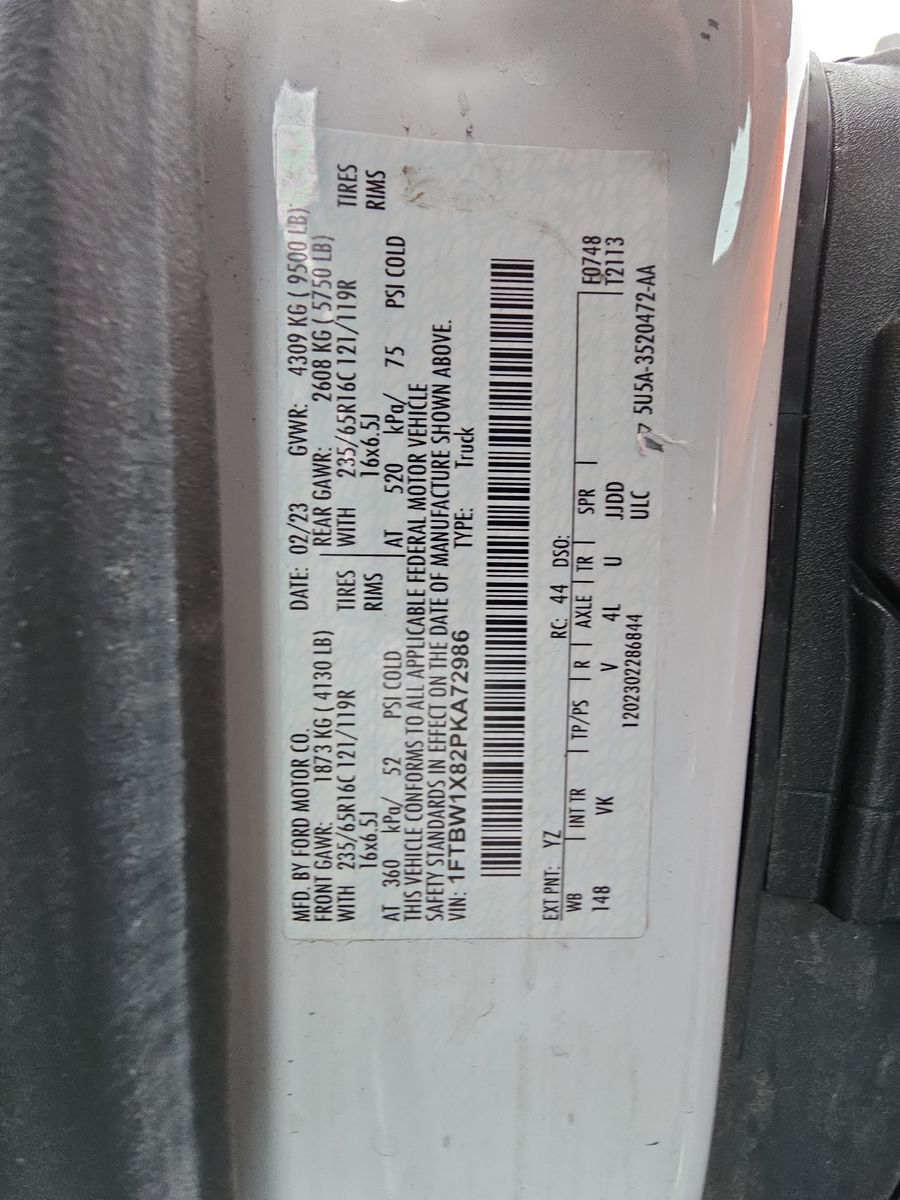 MFD. BY FORD MOTOR CO. DATE: 02/23 GVWR: 4309 KG ( 9500 LB)
FRONT GAWR: 1873 KG ( 4130 LB) REAR GAWR: 2608 KG ( 5750 LB)
WITH 235/65R16C 121/119R TIRES WITH 235/65R16C 121/119R TIRES
16x6.5J RIMS 16x6.5J RIMS
AT 360 kPa/ 52 PSI COLD AT 520 kPa/ 75 PSI COLD
THIS VEHICLE CONFORMS TO ALL APPLICABLE FEDERAL MOTOR VEHICLE
SAFETY STANDARDS IN EFFECT ON THE DATE OF MANUFACTURE SHOWN ABOVE.
VIN: 1FTBW1X82PKA72986 TYPE: Truck
EXT PNT: YZ RC: 44 DSO:
WB INT TR TP/PS R AXLE TR SPR F0748
148 VK V 4L U JJDD T2113
1202302286844 ULC
5U5A-3520472-AA